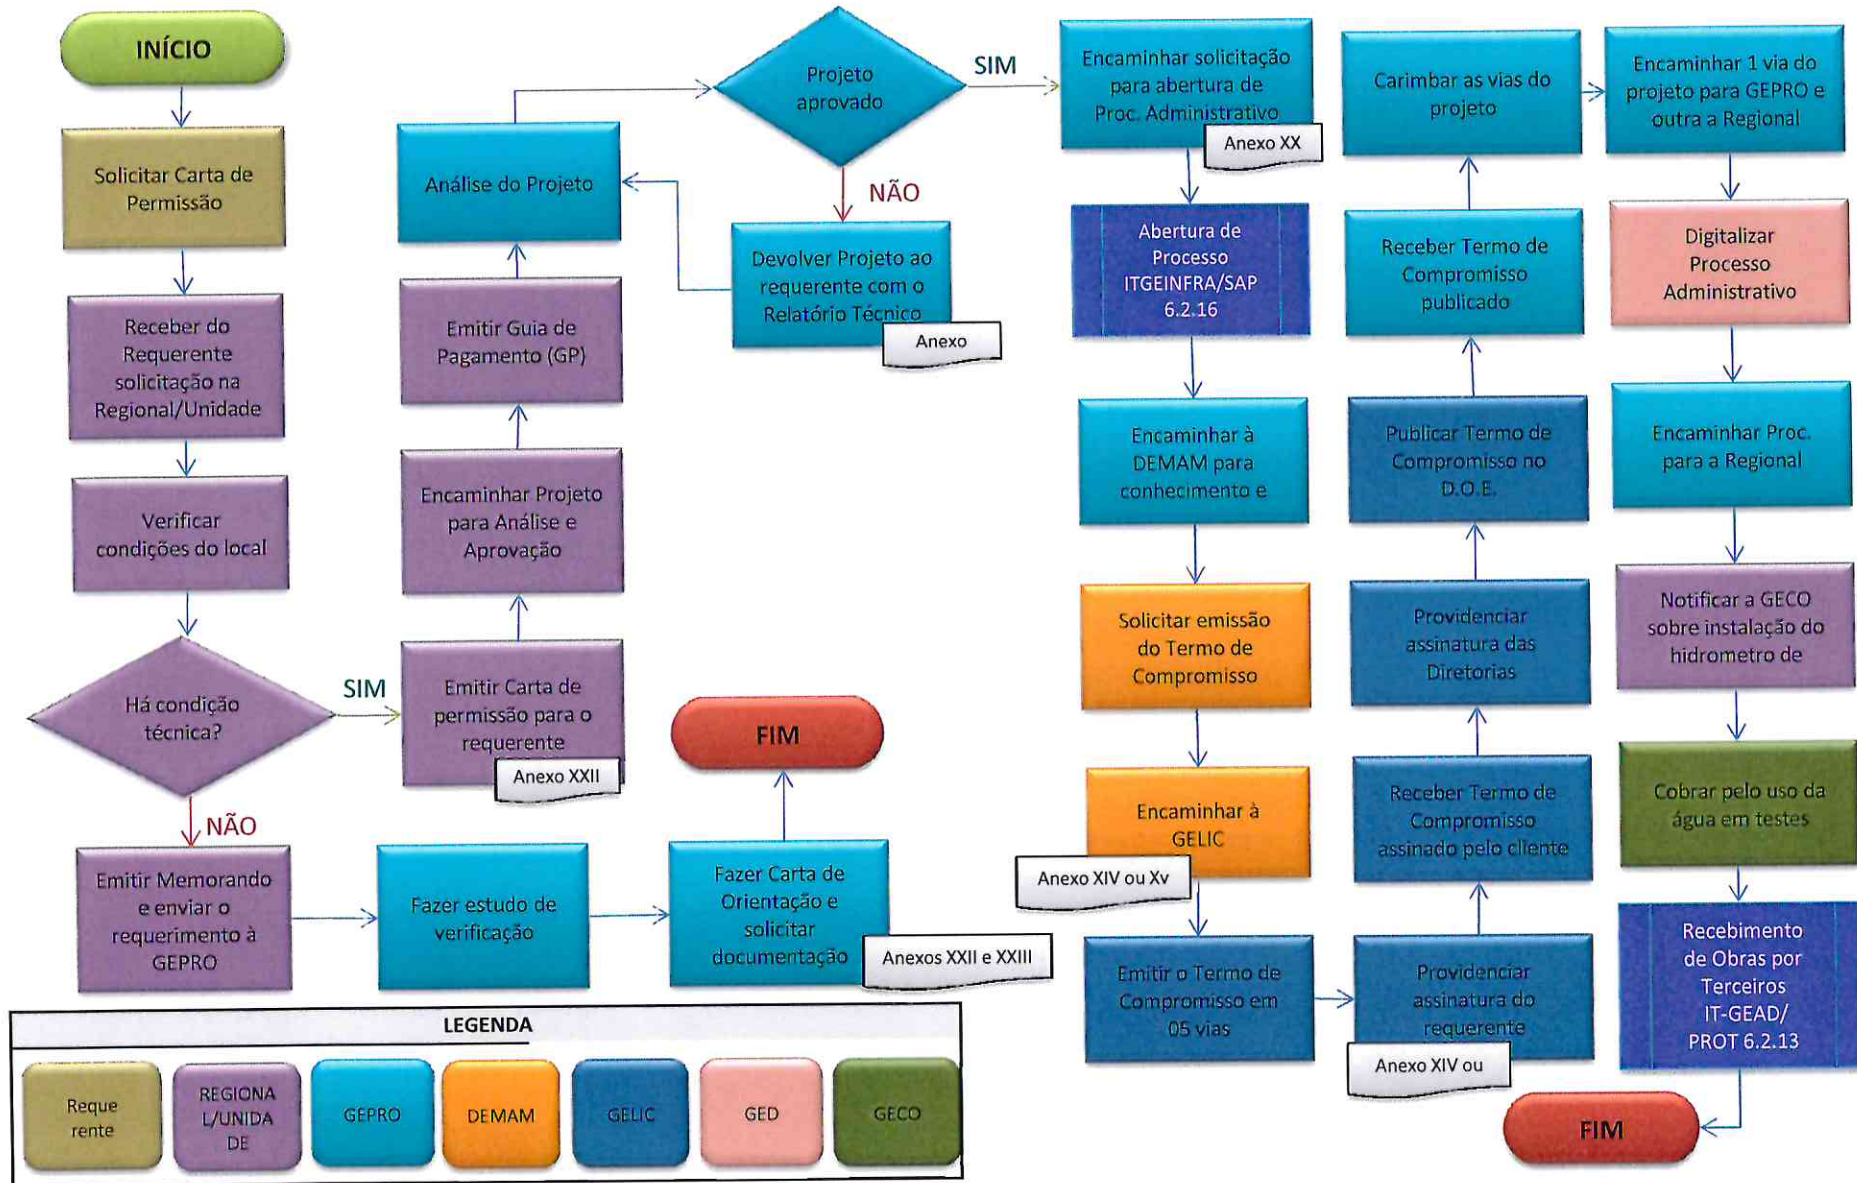 INÍCIO
Solicitar Carta de
Permissão
Receber do
Requerente
solicitação na
Regional/Unidade
Verificar
condições do local
Há condição
técnica?
SIM
NÃO
Emitir Memorando
e enviar o
requerimento à
GEPRO
Fazer estudo de
verificação
Fazer Carta de
Orientação e
solicitar
documentação
Anexos XXII e XXIII
FIM
Emitir Carta de
permissão para o
requerente
Anexo XXII
Encaminhar Projeto
para Análise e
Aprovação
Emitir Guia de
Pagamento (GP)
Análise do Projeto
Projeto
aprovado
SIM
NÃO
Devolver Projeto ao
requerente com o
Relatório Técnico
Anexo
Encaminhar solicitação
para abertura de
Proc. Administrativo
Anexo XX
Abertura de
Processo
ITGEINFRA/SAP
6.2.16
Encaminhar à
DEMAM para
conhecimento e
Solicitar emissão
do Termo de
Compromisso
Encaminhar à
GELIC
Anexo XIV ou Xv
Emitir o Termo de
Compromisso em
05 vias
Providenciar
assinatura do
requerente
Anexo XIV ou
Receber Termo de
Compromisso
assinado pelo cliente
Providenciar
assinatura das
Diretorias
Publicar Termo de
Compromisso no
D.O.E.
Receber Termo de
Compromisso
publicado
Carimbar as vias do
projeto
Encaminhar 1 via do
projeto para GEPRO e
outra a Regional
Digitalizar
Processo
Administrativo
Encaminhar Proc.
para a Regional
Notificar a GECO
sobre instalação do
hidrometro de
Cobrar pelo uso da
água em testes
Recebimento
de Obras por
Terceiros
IT-GEAD/
PROT 6.2.13
FIM
LEGENDA
Reque
rente
REGIONA
L/UNIDA
DE
GEPRO
DEMAM
GELIC
GED
GECO